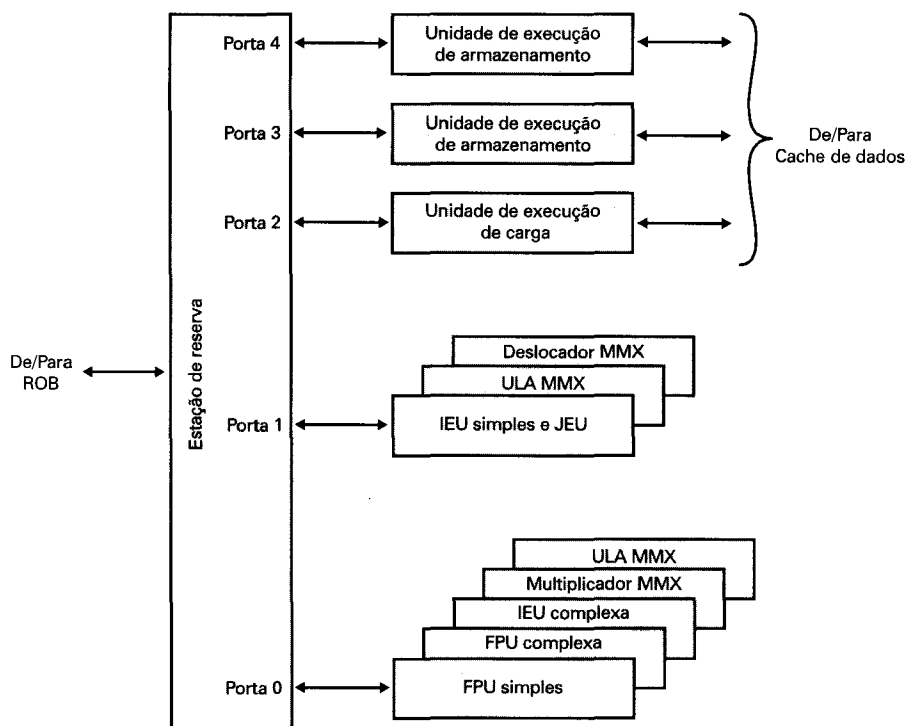 Porta 4
Unidade de execução
de armazenamento
Porta 3
Unidade de execução
de armazenamento
De/Para
Cache de dados
Porta 2
Unidade de execução
de carga
Estação de reserva
De/Para
ROB
Deslocador MMX
ULA MMX
Porta 1
IEU simples e JEU
ULA MMX
Multiplicador MMX
IEU complexa
FPU complexa
Porta 0
FPU simples